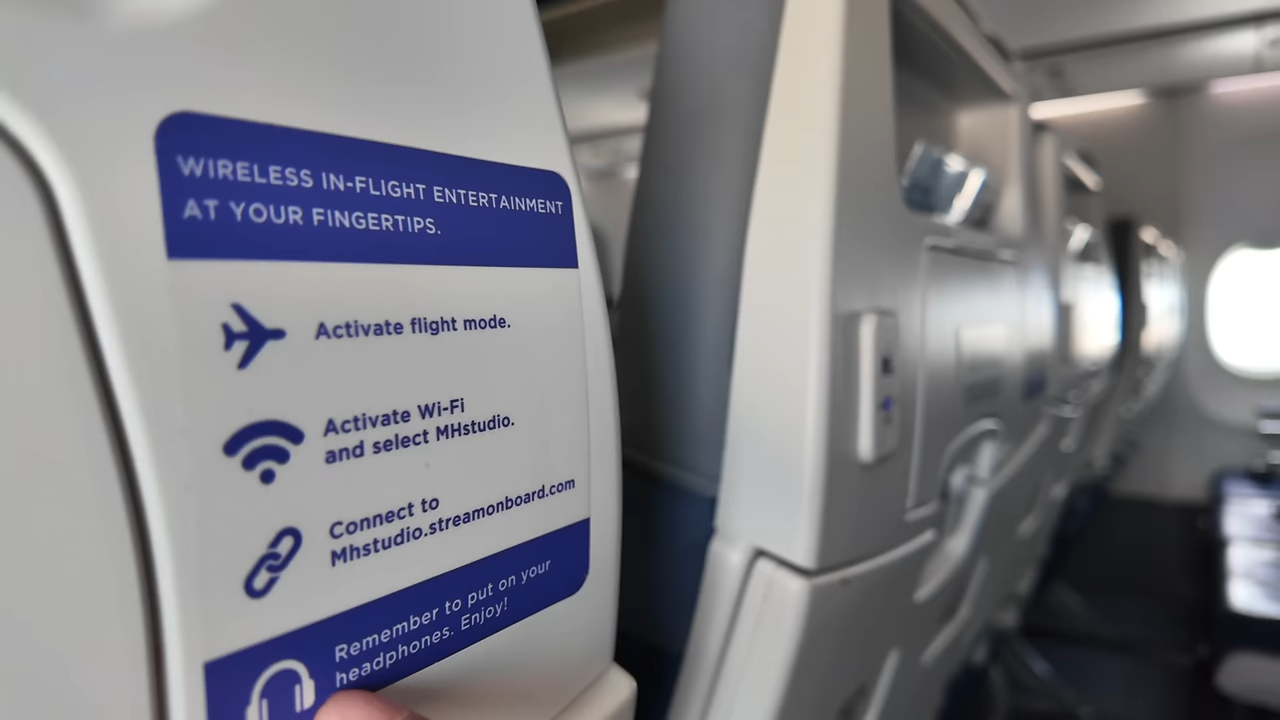 WIRELESS IN-FLIGHT ENTERTAINMENT
AT YOUR FINGERTIPS.
Activate flight mode.
Activate Wi-Fi
and select MHstudio.
Connect to
Mhstudio.streamonboard.com
Remember to put on your
headphones. Enjoy!